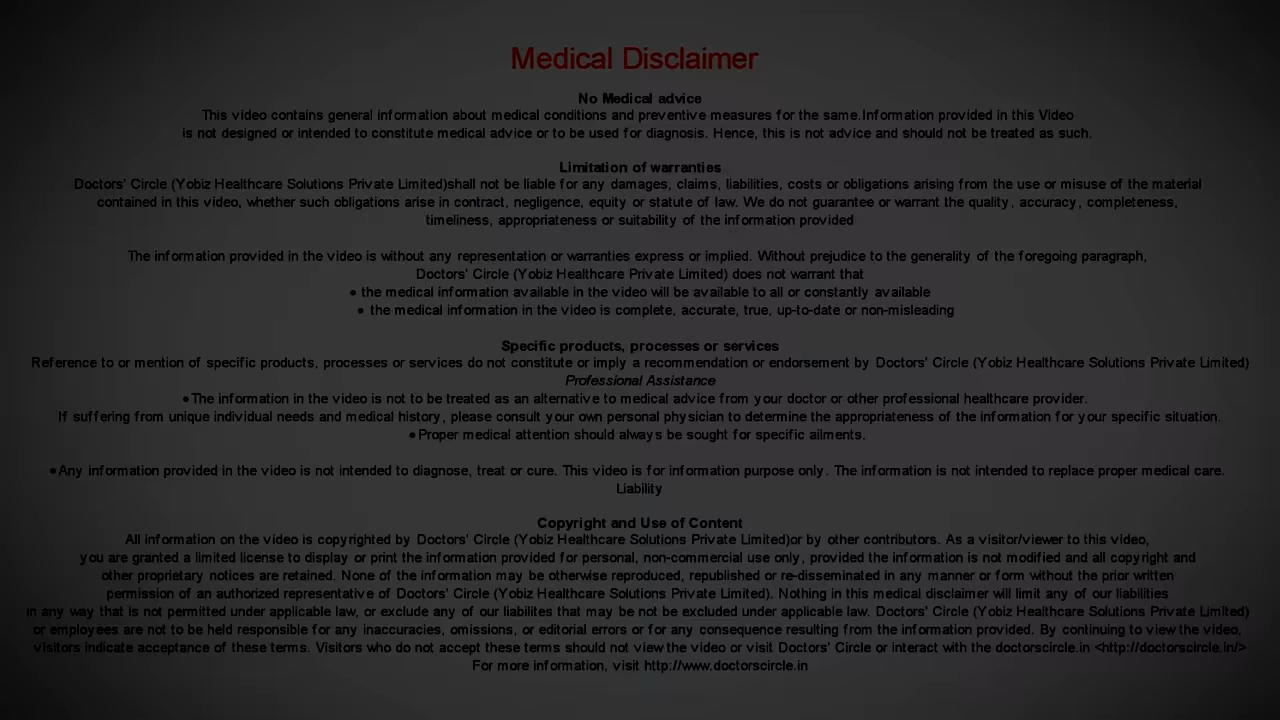 Medical Disclaimer
No Medical advice
This video contains general information about medical conditions and preventive measures for the same.Information provided in this Video
is not designed or intended to constitute medical advice or to be used for diagnosis. Hence, this is not advice and should not be treated as such.
Limitation of warranties
Doctors' Circle (Yobiz Healthcare Solutions Private Limited)shall not be liable for any damages, claims, liabilities, costs or obligations arising from the use or misuse of the material
contained in this video, whether such obligations arise in contract, negligence, equity or statute of law. We do not guarantee or warrant the quality, accuracy, completeness,
timeliness, appropriateness or suitability of the information provided
The information provided in the video is without any representation or warranties express or implied. Without prejudice to the generality of the foregoing paragraph,
Doctors' Circle (Yobiz Healthcare Private Limited) does not warrant that
● the medical information available in the video will be available to all or constantly available
● the medical information in the video is complete, accurate, true, up-to-date or non-misleading
Specific products, processes or services
Reference to or mention of specific products, processes or services do not constitute or imply a recommendation or endorsement by Doctors' Circle (Yobiz Healthcare Solutions Private Limited)
Professional Assistance
●The information in the video is not to be treated as an alternative to medical advice from your doctor or other professional healthcare provider.
If suffering from unique individual needs and medical history, please consult your own personal physician to determine the appropriateness of the information for your specific situation.
●Proper medical attention should always be sought for specific ailments.
●Any information provided in the video is not intended to diagnose, treat or cure. This video is for information purpose only. The information is not intended to replace proper medical care.
Liability
Copyright and Use of Content
All information on the video is copyrighted by Doctors' Circle (Yobiz Healthcare Solutions Private Limited)or by other contributors. As a visitor/viewer to this video,
you are granted a limited license to display or print the information provided for personal, non-commercial use only, provided the information is not modified and all copyright and
other proprietary notices are retained. None of the information may be otherwise reproduced, republished or re-disseminated in any manner or form without the prior written
permission of an authorized representative of Doctors' Circle (Yobiz Healthcare Solutions Private Limited). Nothing in this medical disclaimer will limit any of our liabilities
in any way that is not permitted under applicable law, or exclude any of our liabilites that may be not be excluded under applicable law. Doctors' Circle (Yobiz Healthcare Solutions Private Limited)
or employees are not to be held responsible for any inaccuracies, omissions, or editorial errors or for any consequence resulting from the information provided. By continuing to view the video,
visitors indicate acceptance of these terms. Visitors who do not accept these terms should not view the video or visit Doctors' Circle or interact with the doctorscircle.in <http://doctorscircle.in/>
For more information, visit http://www.doctorscircle.in